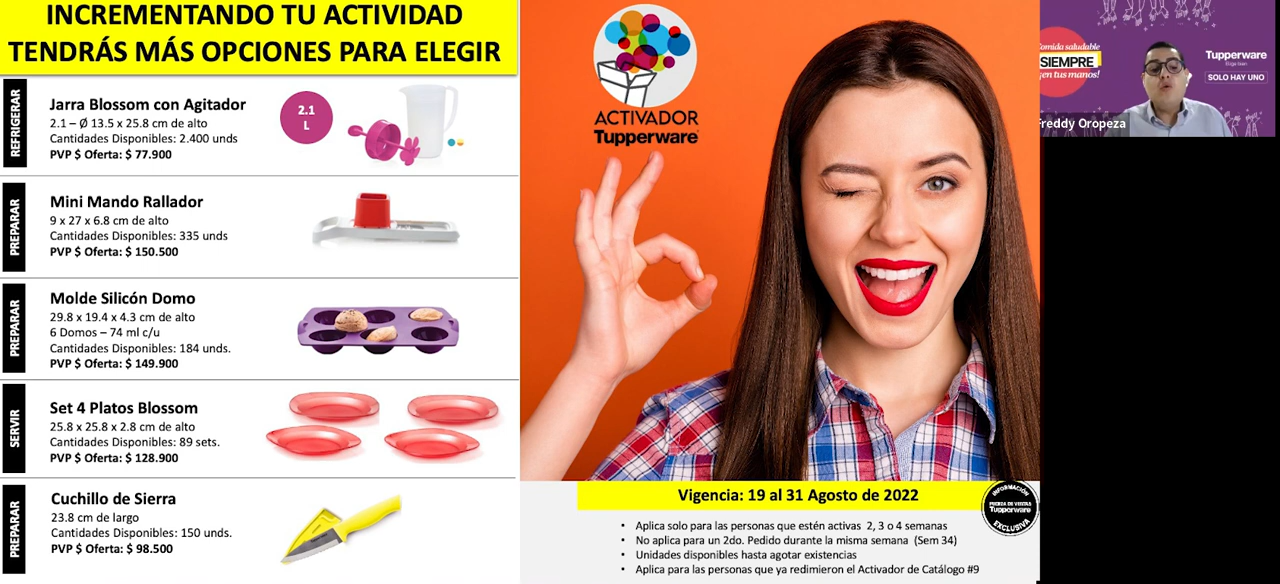 INCREMENTANDO TU ACTIVIDAD
TENDRÁS MÁS OPCIONES PARA ELEGIR
REFRIGERAR
Jarra Blossom con Agitador
2.1 – Ø 13.5 x 25.8 cm de alto
Cantidades Disponibles: 2.400 unds
PVP $ Oferta: $ 77.900
2.1
L
PREPARAR
Mini Mando Rallador
9 x 27 x 6.8 cm de alto
Cantidades Disponibles: 335 unds
PVP $ Oferta: $ 150.500
PREPARAR
Molde Silicón Domo
29.8 x 19.4 x 4.3 cm de alto
6 Domos – 74 ml c/u
Cantidades Disponibles: 184 unds.
PVP $ Oferta: $ 149.900
SERVIR
Set 4 Platos Blossom
25.8 x 25.8 x 2.8 cm de alto
Cantidades Disponibles: 89 sets.
PVP $ Oferta: $ 128.900
PREPARAR
Cuchillo de Sierra
23.8 cm de largo
Cantidades Disponibles: 150 unds.
PVP $ Oferta: $ 98.500
ACTIVADOR
Tupperware
Vigencia: 19 al 31 Agosto de 2022
• Aplica solo para las personas que estén activas 2, 3 o 4 semanas
• No aplica para un 2do. Pedido durante la misma semana (Sem 34)
• Unidades disponibles hasta agotar existencias
• Aplica para las personas que ya redimieron el Activador de Catálogo #9
INFORMACIÓN
FUERZA DE VENTAS
Tupperware
EXCLUSIVA
Comida saludable
SIEMPRE
¡en tus manos!
Tupperware
SOLO HAY UNO
Freddy Oropeza